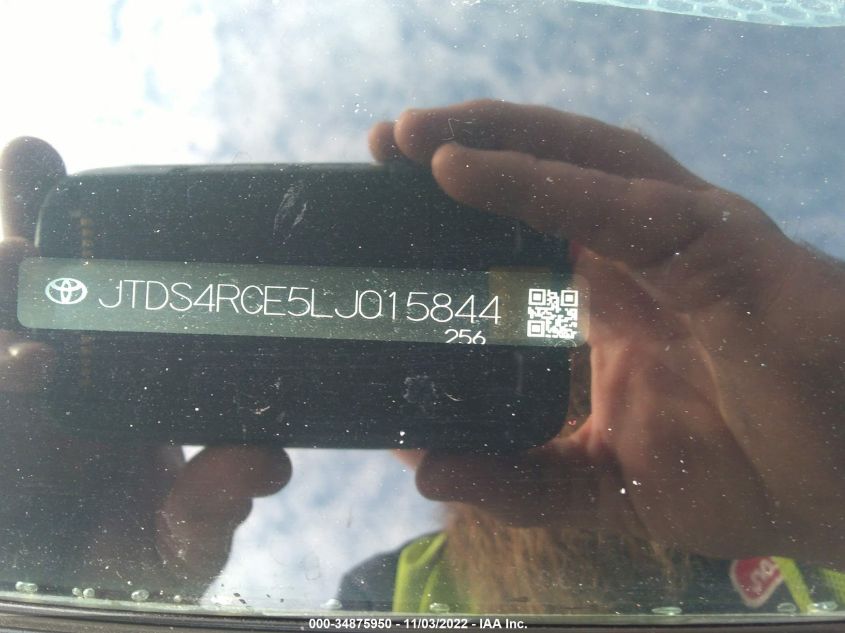 JTDS4RCE5LJ015844
256
000-34875950 - 11/03/2022 - IAA Inc.